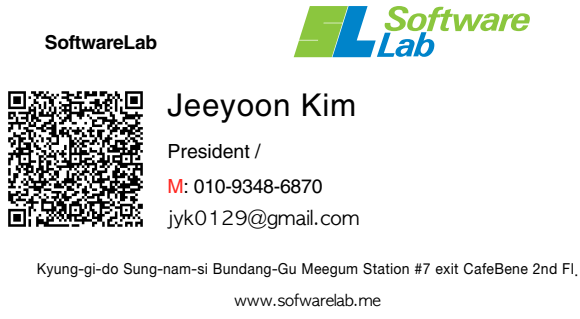 SoftwareLab
SL Software
Lab
Jeeyoon Kim
President /
M: 010-9348-6870
jyk0129@gmail.com
Kyung-gi-do Sung-nam-si Bundang-Gu Meegum Station #7 exit CafeBene 2nd Fl.
www.sofwarelab.me